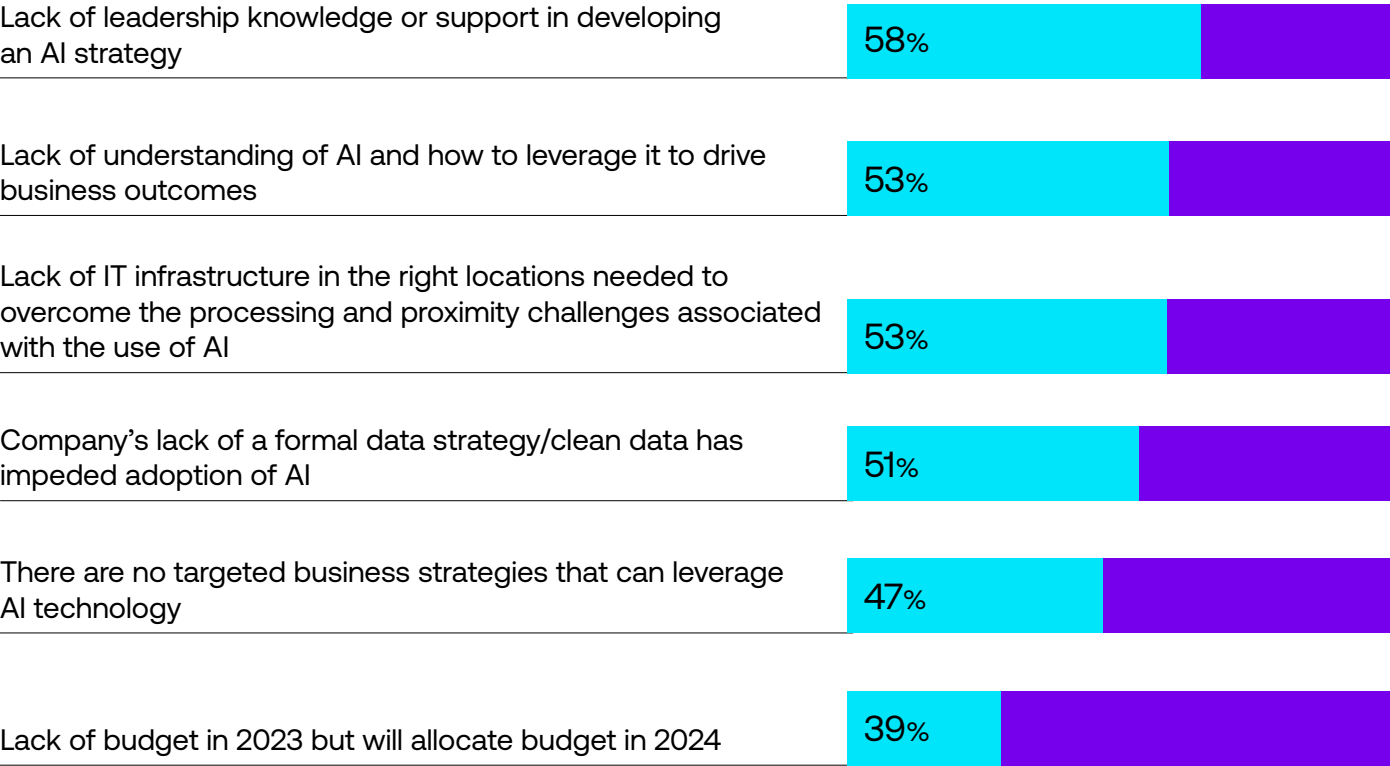 Lack of leadership knowledge or support in developing
an AI strategy
58%
Lack of understanding of AI and how to leverage it to drive
business outcomes
53%
Lack of IT infrastructure in the right locations needed to
overcome the processing and proximity challenges associated
with the use of AI
53%
Company’s lack of a formal data strategy/clean data has
impeded adoption of AI
51%
There are no targeted business strategies that can leverage
AI technology
47%
Lack of budget in 2023 but will allocate budget in 2024
39%